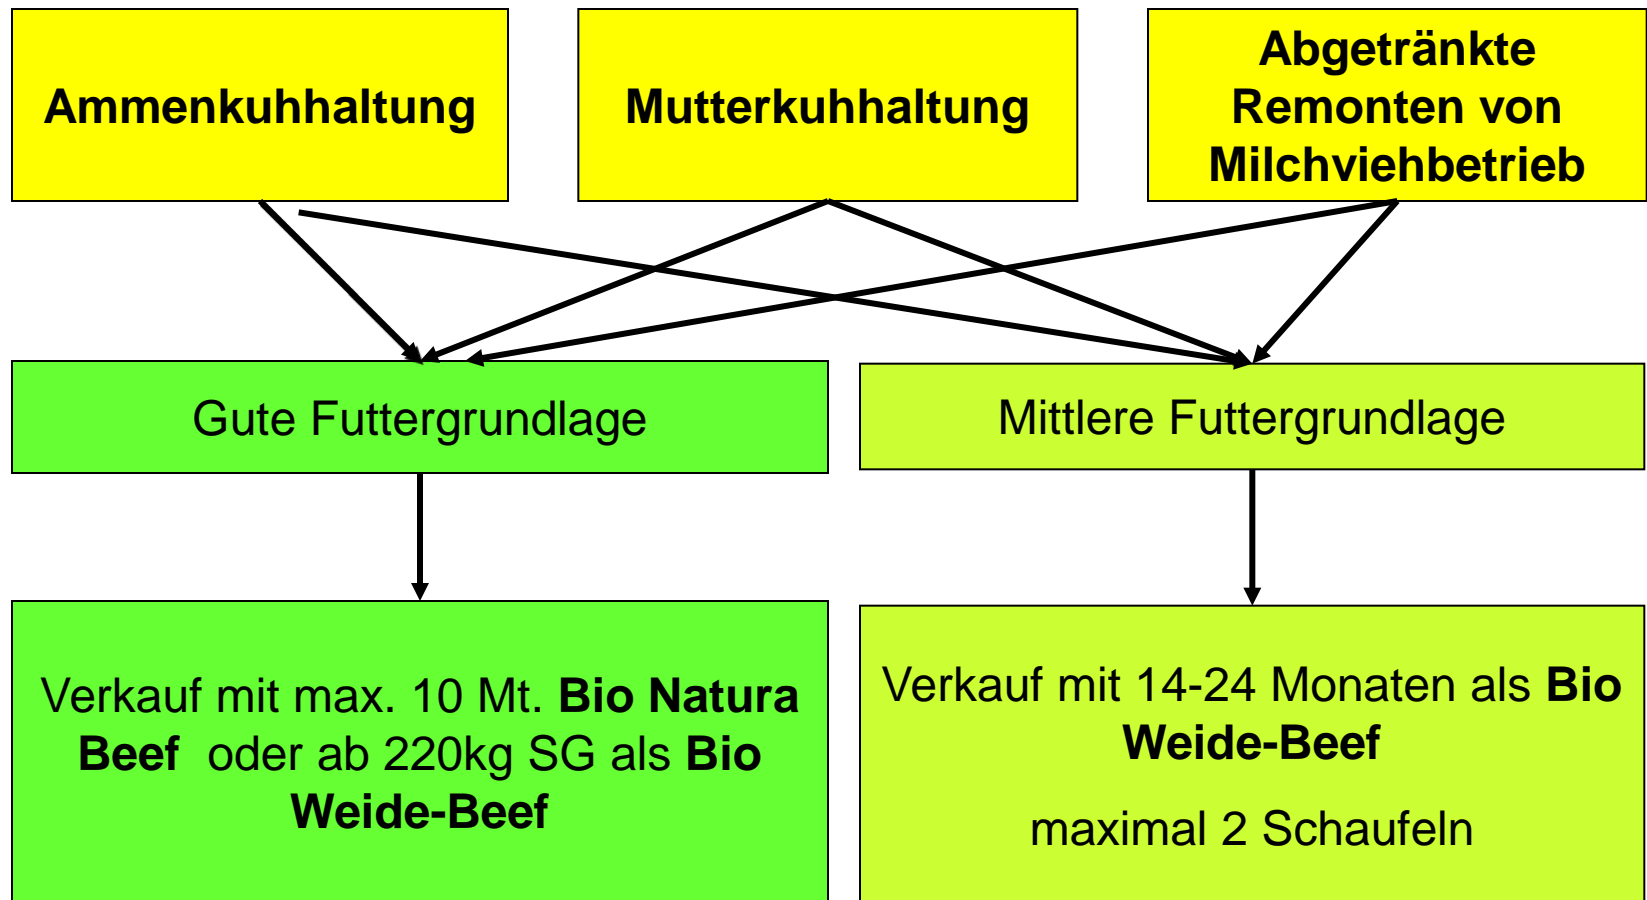 Ammenkuhhaltung
Mutterkuhhaltung
Abgetränkte
Remonten von
Milchviehbetrieb
Gute Futtergrundlage
Mittlere Futtergrundlage
Verkauf mit max. 10 Mt. Bio Natura
Beef oder ab 220kg SG als Bio
Weide-Beef
Verkauf mit 14-24 Monaten als Bio
Weide-Beef
maximal 2 Schaufeln